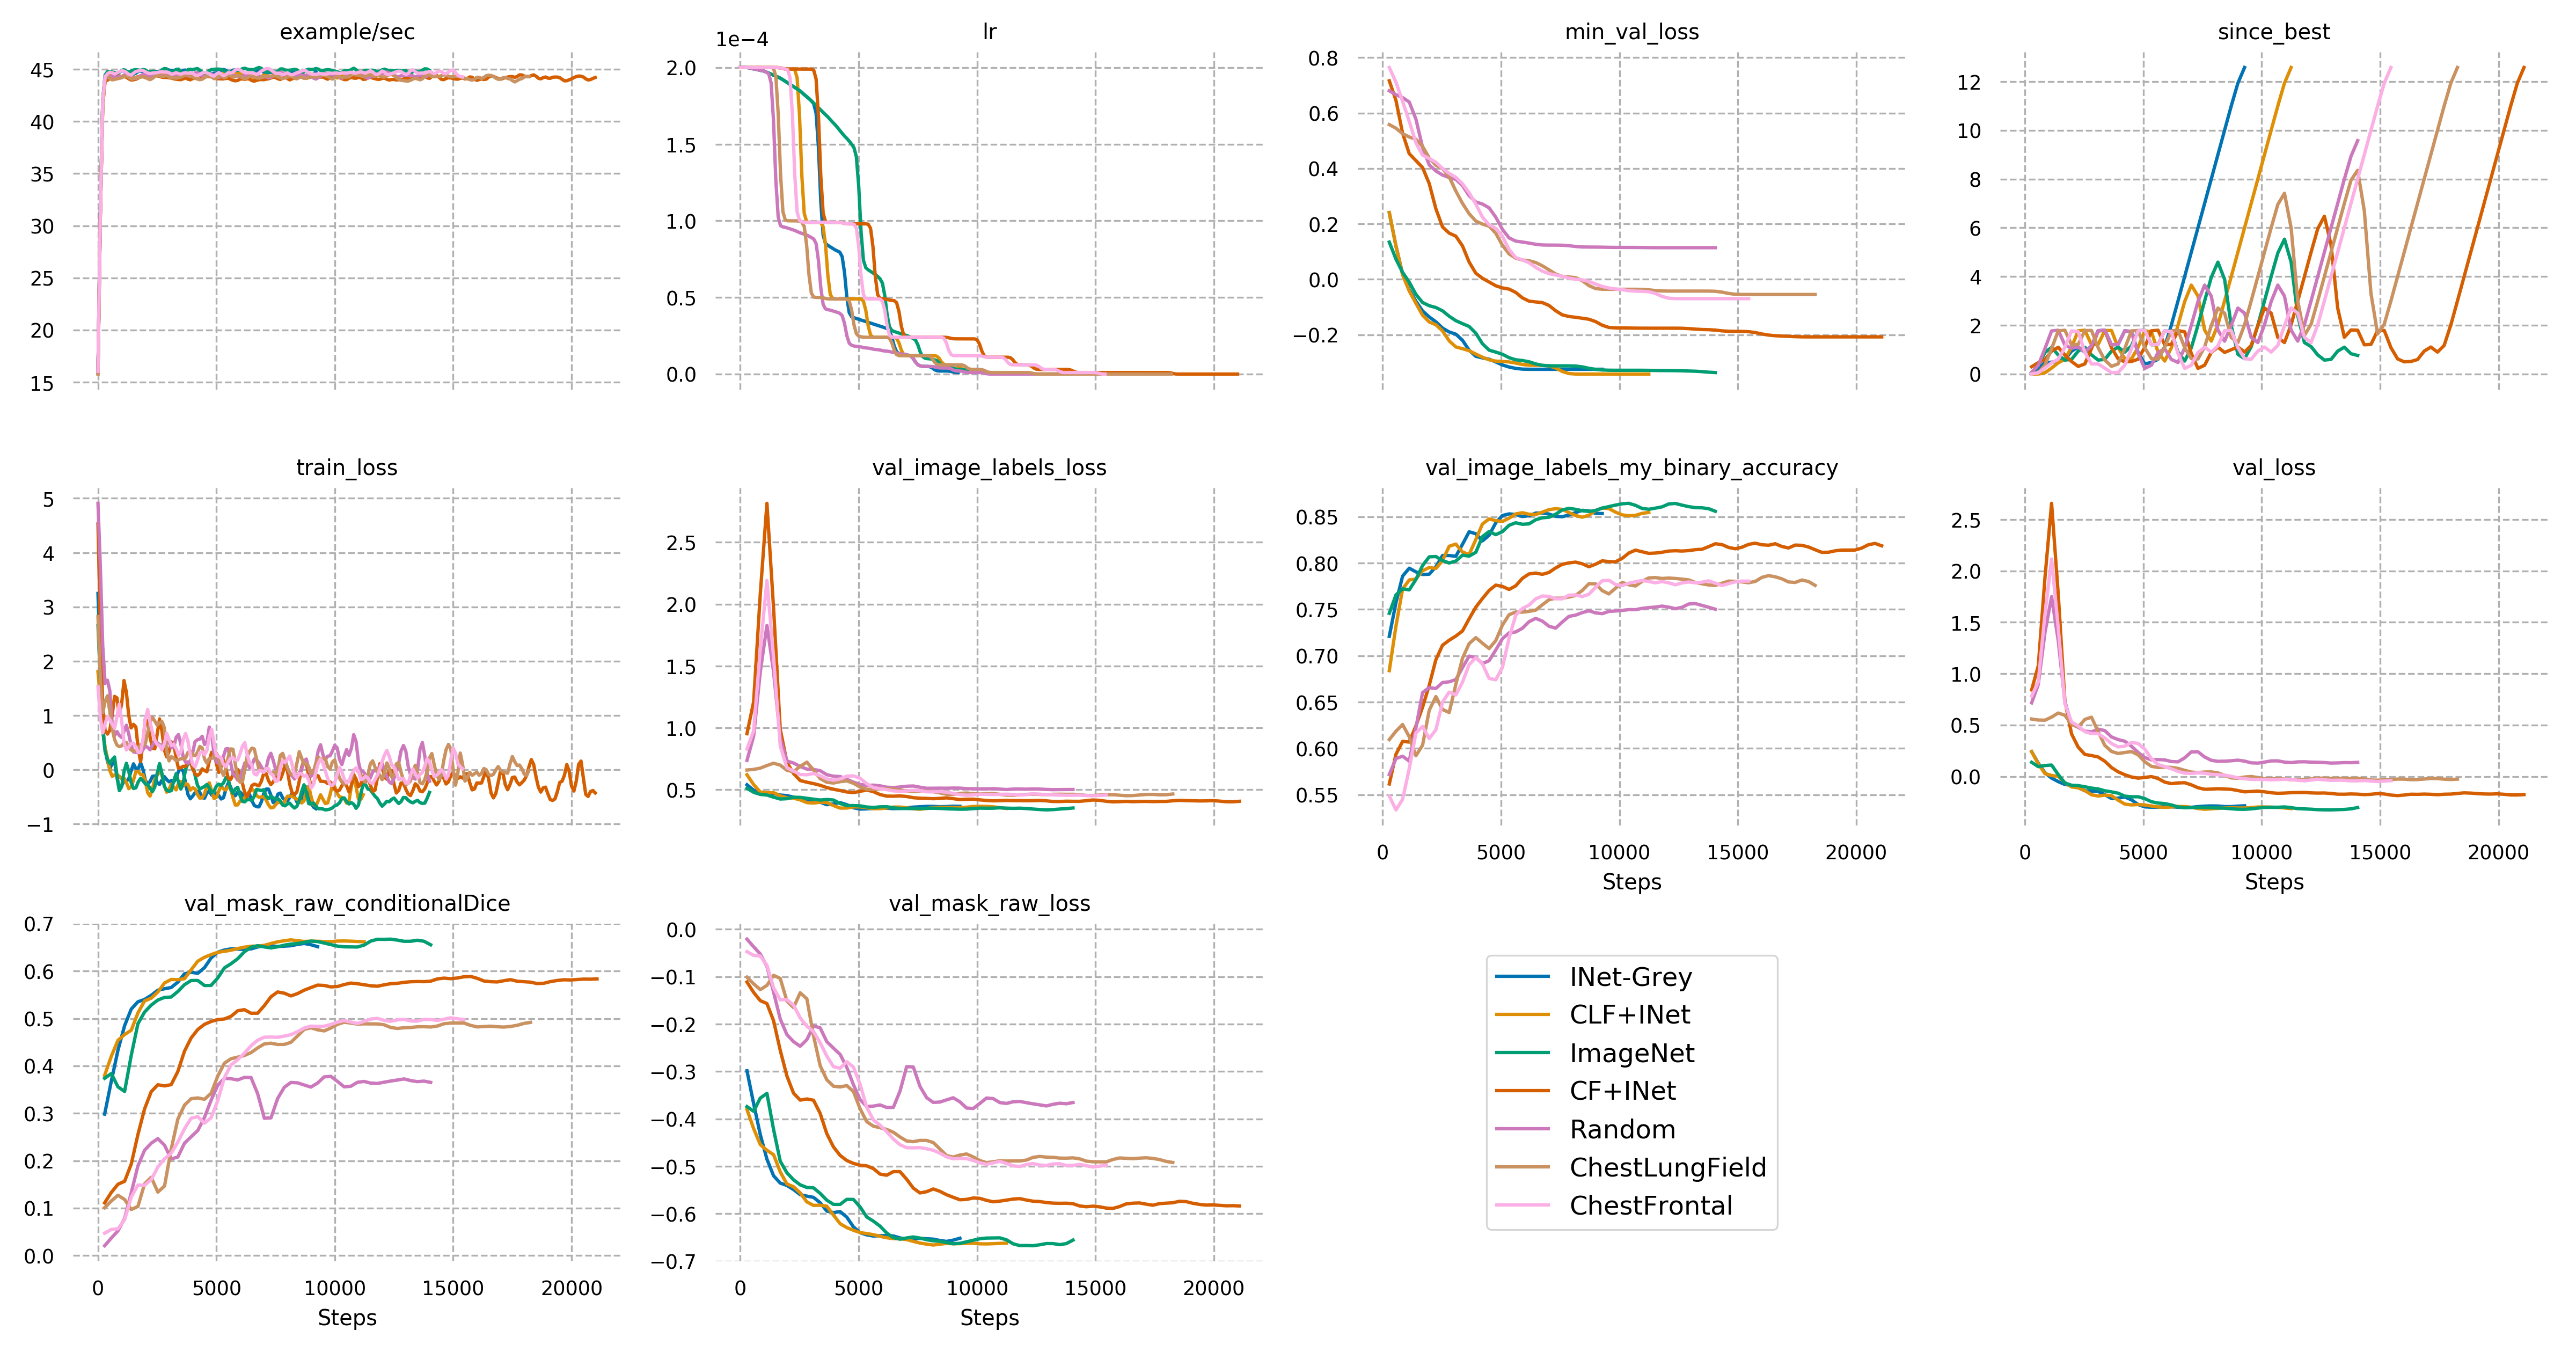 example/sec
45
40
35
30
25
20
15
lr
1e−4
2.0
1.5
1.0
0.5
0.0
min_val_loss
0.8
0.6
0.4
0.2
0.0
−0.2
since_best
12
10
8
6
4
2
0
train_loss
5
4
3
2
1
0
−1
val_image_labels_loss
2.5
2.0
1.5
1.0
0.5
val_image_labels_my_binary_accuracy
0.85
0.80
0.75
0.70
0.65
0.60
0.55
0 5000 10000 15000 20000
Steps
val_loss
2.5
2.0
1.5
1.0
0.5
0.0
0 5000 10000 15000 20000
Steps
val_mask_raw_conditionalDice
0.7
0.6
0.5
0.4
0.3
0.2
0.1
0.0
0 5000 10000 15000 20000
Steps
val_mask_raw_loss
0.0
−0.1
−0.2
−0.3
−0.4
−0.5
−0.6
−0.7
0 5000 10000 15000 20000
Steps
INet-Grey
CLF+INet
ImageNet
CF+INet
Random
ChestLungField
ChestFrontal